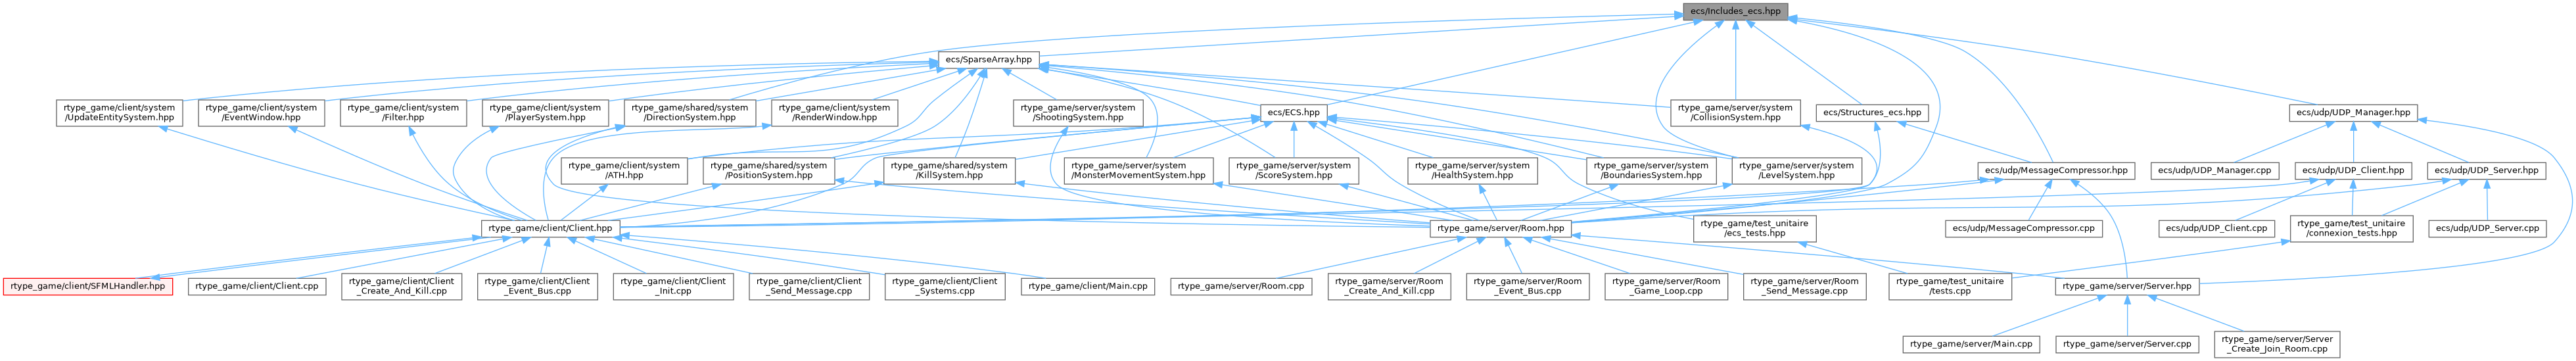 ecs/Includes_ecs.hpp
ecs/SparseArray.hpp
rtype_game/client/system
/UpdateEntitySystem.hpp
rtype_game/client/system
/EventWindow.hpp
rtype_game/client/system
/Filter.hpp
rtype_game/client/system
/PlayerSystem.hpp
rtype_game/shared/system
/DirectionSystem.hpp
rtype_game/client/system
/RenderWindow.hpp
rtype_game/server/system
/ShootingSystem.hpp
ecs/ECS.hpp
rtype_game/server/system
/CollisionSystem.hpp
ecs/Structures_ecs.hpp
ecs/udp/UDP_Manager.hpp
rtype_game/client/system
/ATH.hpp
rtype_game/shared/system
/PositionSystem.hpp
rtype_game/shared/system
/KillSystem.hpp
rtype_game/server/system
/MonsterMovementSystem.hpp
rtype_game/server/system
/ScoreSystem.hpp
rtype_game/server/system
/HealthSystem.hpp
rtype_game/server/system
/BoundariesSystem.hpp
rtype_game/server/system
/LevelSystem.hpp
ecs/udp/MessageCompressor.hpp
ecs/udp/UDP_Manager.cpp
ecs/udp/UDP_Client.hpp
ecs/udp/UDP_Server.hpp
rtype_game/client/Client.hpp
rtype_game/server/Room.hpp
rtype_game/test_unitaire
/ecs_tests.hpp
ecs/udp/MessageCompressor.cpp
ecs/udp/UDP_Client.cpp
rtype_game/test_unitaire
/connexion_tests.hpp
ecs/udp/UDP_Server.cpp
rtype_game/client/SFMLHandler.hpp
rtype_game/client/Client.cpp
rtype_game/client/Client
_Create_And_Kill.cpp
rtype_game/client/Client
_Event_Bus.cpp
rtype_game/client/Client
_Init.cpp
rtype_game/client/Client
_Send_Message.cpp
rtype_game/client/Client
_Systems.cpp
rtype_game/client/Main.cpp
rtype_game/server/Room.cpp
rtype_game/server/Room
_Create_And_Kill.cpp
rtype_game/server/Room
_Event_Bus.cpp
rtype_game/server/Room
_Game_Loop.cpp
rtype_game/server/Room
_Send_Message.cpp
rtype_game/test_unitaire
/tests.cpp
rtype_game/server/Server.hpp
rtype_game/server/Main.cpp
rtype_game/server/Server.cpp
rtype_game/server/Server
_Create_Join_Room.cpp